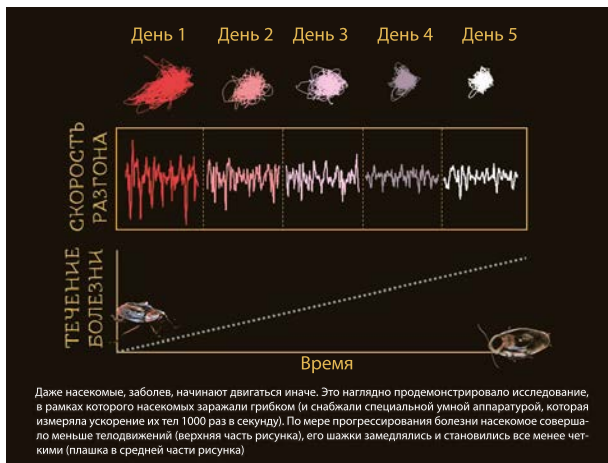 День 1 День 2 День 3 День 4 День 5
СКОРОСТЬ
РАЗГОНА
ТЕЧЕНИЕ
БОЛЕЗНИ
Время
Даже насекомые, заболев, начинают двигаться иначе. Это наглядно продемонстрировало исследование,
в рамках которого насекомых заражали грибком (и снабжали специальной умной аппаратурой, которая
измеряла ускорение их тел 1000 раз в секунду). По мере прогрессирования болезни насекомое соверша-
ло меньше телодвижений (верхняя часть рисунка), его шажки замедлялись и становились все менее чет-
кими (плашка в средней части рисунка)